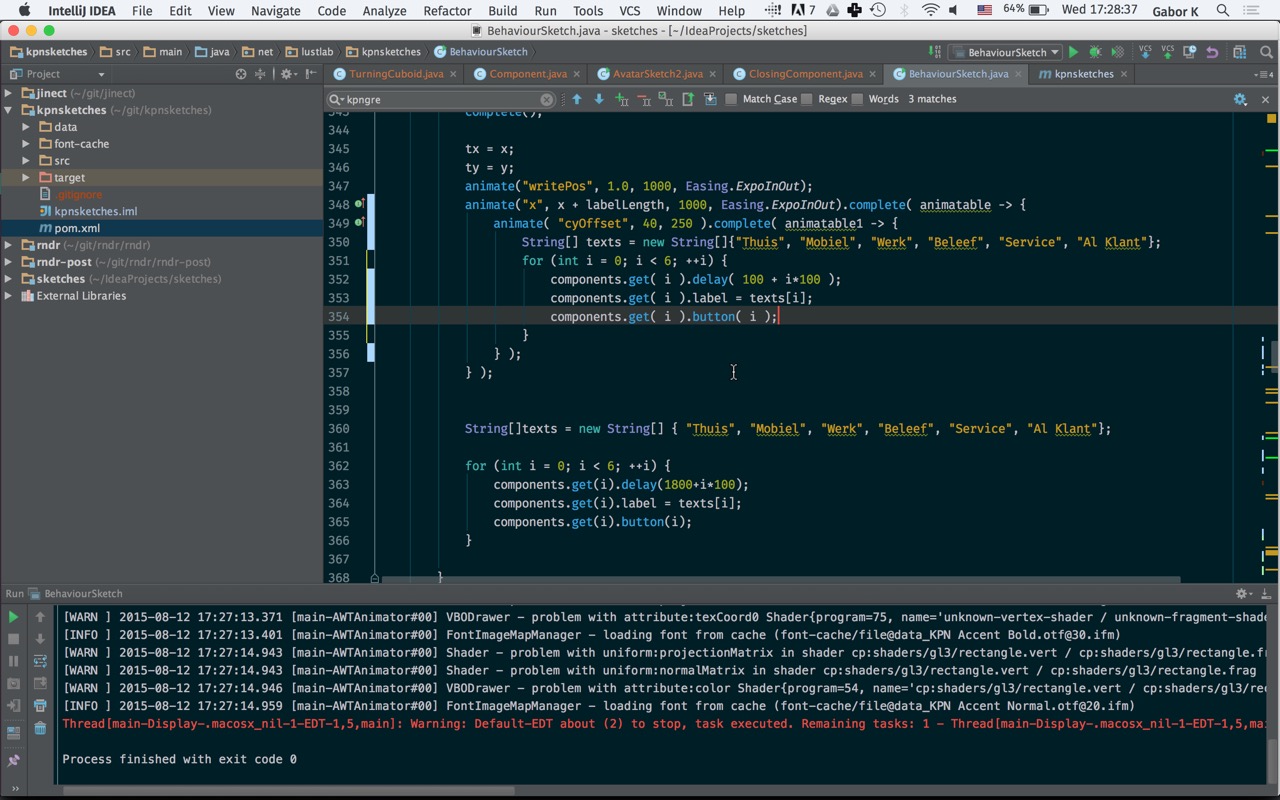 IntelliJ IDEA File Edit View Navigate Code Analyze Refactor Build Run Tools VCS Window Help 7 64% Wed 17:28:37 Gabor K
BehaviourSketch.java - sketches - [~/IdeaProjects/sketches]
kpnsketches src main java net lustlab kpnsketches BehaviourSketch BehaviourSketch VCS VCS
Project TurningCuboid.java Component.java AvatarSketch2.java ClosingComponent.java BehaviourSketch.java kpnsketches
kpngre Match Case Regex Words 3 matches
jinect (~/git/jinect)
kpnsketches (~/git/kpnsketches)
data
font-cache
src
target
.gitignore
kpnsketches.iml
pom.xml
rndr (~/git/rndr/rndr)
rndr-post (~/git/rndr/rndr-post)
sketches (~/IdeaProjects/sketches)
External Libraries
343 complete();
344
345 tx = x;
346 ty = y;
347 animate("writePos", 1.0, 1000, Easing.ExpoInOut);
348 animate("x", x + labelLength, 1000, Easing.ExpoInOut).complete( animatable -> {
349 animate( "cyOffset", 40, 250 ).complete( animatable1 -> {
350 String[] texts = new String[]{"Thuis", "Mobiel", "Werk", "Beleef", "Service", "Al Klant"};
351 for (int i = 0; i < 6; ++i) {
352 components.get( i ).delay( 100 + i*100 );
353 components.get( i ).label = texts[i];
354 components.get( i ).button( i );
355 }
356 } );
357 } );
358
359
360 String[]texts = new String[] { "Thuis", "Mobiel", "Werk", "Beleef", "Service", "Al Klant"};
361
362 for (int i = 0; i < 6; ++i) {
363 components.get(i).delay(1800+i*100);
364 components.get(i).label = texts[i];
365 components.get(i).button(i);
366 }
367
368 }
Run BehaviourSketch
[WARN ] 2015-08-12 17:27:13.371 [main-AWTAnimator#00] VBODrawer - problem with attribute:texCoord0 Shader{program=75, name='unknown-vertex-shader / unknown-fragment-shade
[INFO ] 2015-08-12 17:27:13.401 [main-AWTAnimator#00] FontImageMapManager - loading font from cache (font-cache/file@data_KPN Accent Bold.otf@30.ifm)
[WARN ] 2015-08-12 17:27:14.943 [main-AWTAnimator#00] Shader - problem with uniform:projectionMatrix in shader cp:shaders/gl3/rectangle.vert / cp:shaders/gl3/rectangle.fr
[WARN ] 2015-08-12 17:27:14.943 [main-AWTAnimator#00] Shader - problem with uniform:normalMatrix in shader cp:shaders/gl3/rectangle.vert / cp:shaders/gl3/rectangle.frag
[WARN ] 2015-08-12 17:27:14.946 [main-AWTAnimator#00] VBODrawer - problem with attribute:color Shader{program=54, name='cp:shaders/gl3/rectangle.vert / cp:shaders/gl3/rec
[INFO ] 2015-08-12 17:27:14.959 [main-AWTAnimator#00] FontImageMapManager - loading font from cache (font-cache/file@data_KPN Accent Normal.otf@20.ifm)
Thread[main-Display-.macosx_nil-1-EDT-1,5,main]: Warning: Default-EDT about (2) to stop, task executed. Remaining tasks: 1 - Thread[main-Display-.macosx_nil-1-EDT-1,5,ma
Process finished with exit code 0